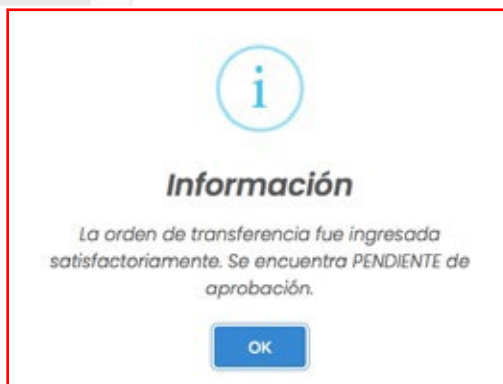 i
Información
La orden de transferencia fue ingresada
satisfactoriamente. Se encuentra PENDIENTE de
aprobación.
OK